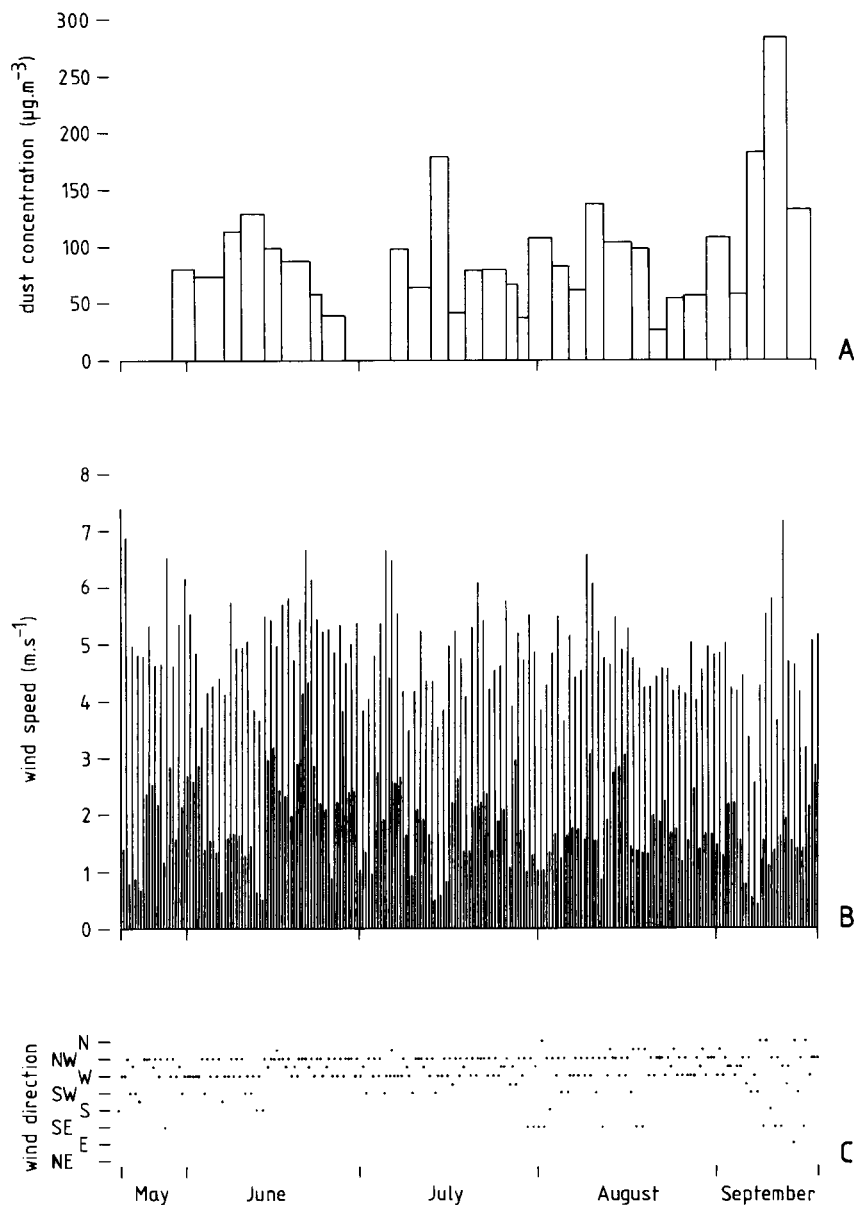 300
250
200
150
100
50
0
dust concentration (µg.m⁻³)
A
8
7
6
5
4
3
2
1
0
wind speed (m.s⁻¹)
B
N
NW
W
SW
S
SE
E
NE
wind direction
C
May June July August September